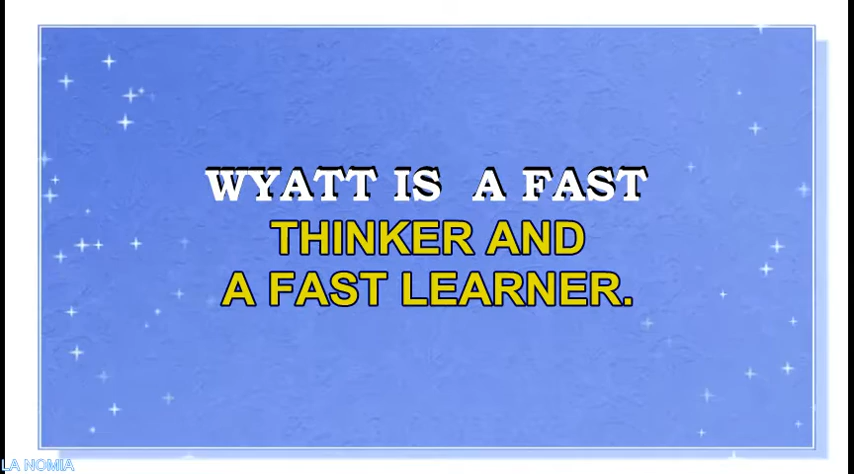 WYATT IS A FAST
THINKER AND
A FAST LEARNER.
LA NOMIA